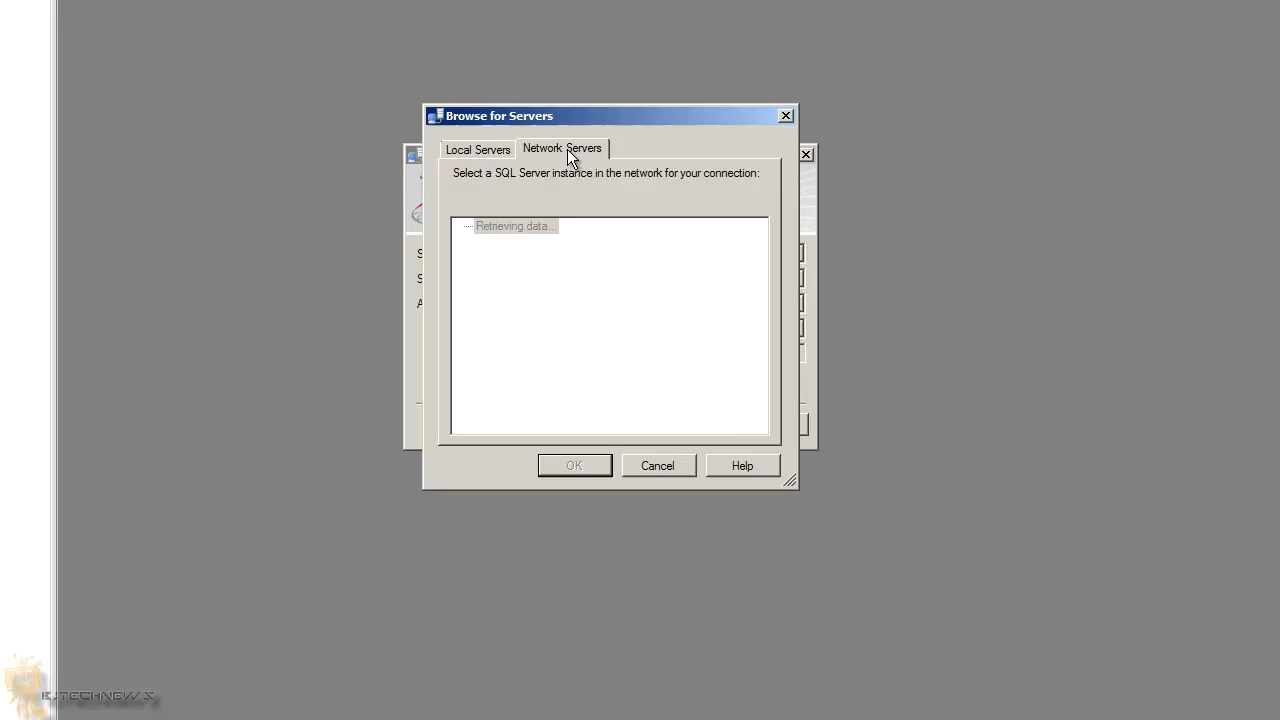 Browse for Servers
Local Servers
Network Servers
Select a SQL Server instance in the network for your connection:
Retrieving data...
S
S
A
OK
Cancel
Help
KJTECHNEWS